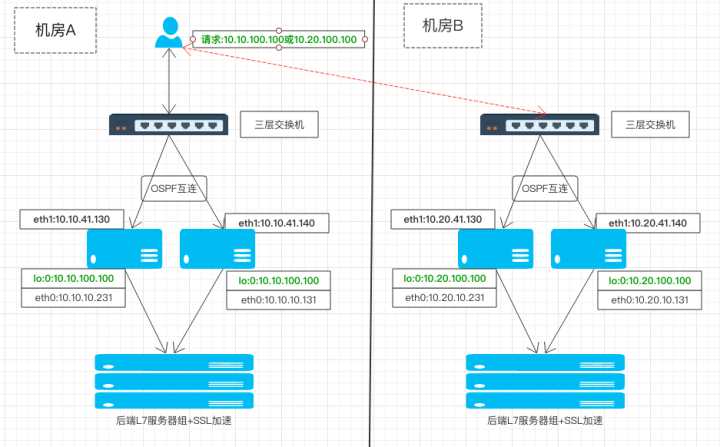 机房A
机房B
请求:10.10.100.100或10.20.100.100
三层交换机
三层交换机
OSPF互连
OSPF互连
eth1:10.10.41.130
eth1:10.10.41.140
eth1:10.20.41.130
eth1:10.20.41.140
lo:0:10.10.100.100
eth0:10.10.10.231
lo:0:10.10.100.100
eth0:10.10.10.131
lo:0:10.20.100.100
eth0:10.20.10.231
lo:0:10.20.100.100
eth0:10.20.10.131
后端L7服务器组+SSL加速
后端L7服务器组+SSL加速